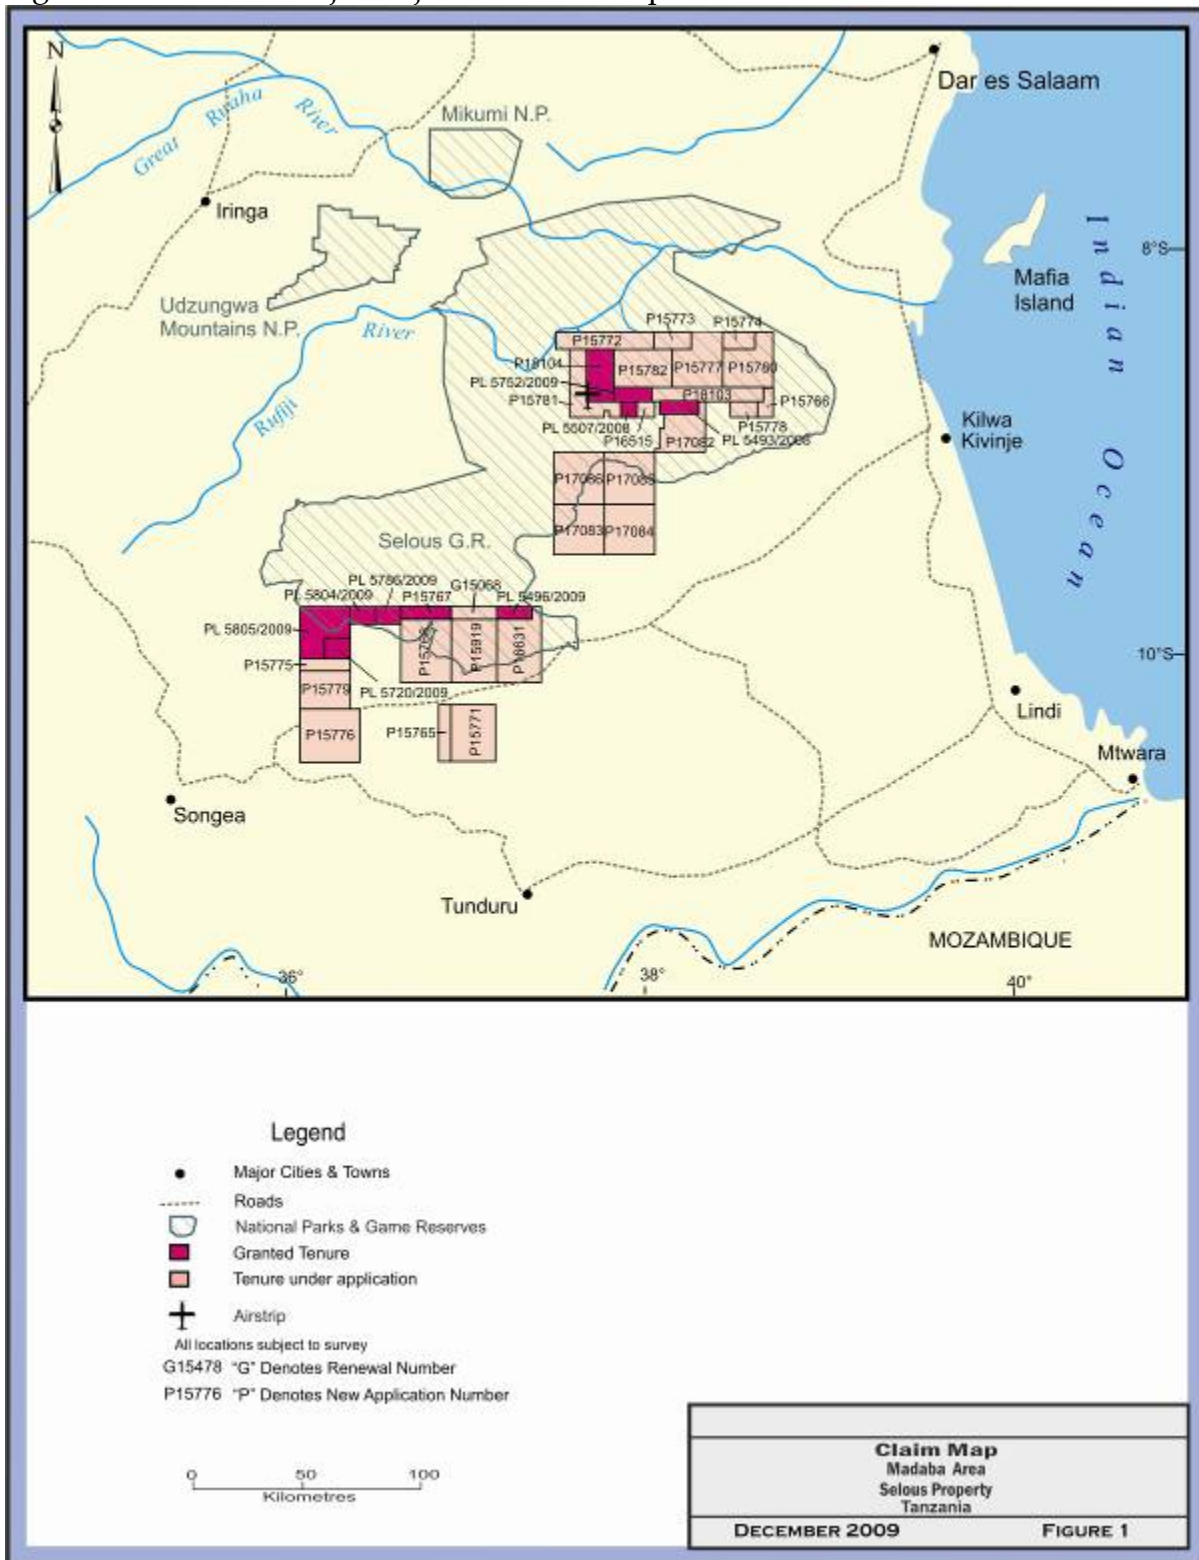 N
Dar es Salaam
Mikumi N.P.
Great Ruaha River
Iringa
8°S
Indian Ocean
Mafia
Island
Udzungwa
Mountains N.P.
River
Rufiji
P15773
P15774
P15772
P18104
P15782
P15777
P15780
PL 5752/2009
P15781
P18103
P15766
PL 5507/2008
P15778
P16515
P17082
Kilwa
Kivinje
P17086
P17083
P17084
Selous G.R.
PL 5786/2009
G15068
PL 5804/2009
P15767
PL 5496/2009
PL 5805/2009
P15919
P15775
10°S
P15779
PL 5720/2009
P15776
P15765
P15771
Lindi
Mtwara
Songea
Tunduru
MOZAMBIQUE
36°
38°
40°
Legend
Major Cities & Towns
Roads
National Parks & Game Reserves
Granted Tenure
Tenure under application
Airstrip
All locations subject to survey
G15478 "G" Denotes Renewal Number
P15776 "P" Denotes New Application Number
0 50 100
Kilometres
Claim Map
Madaba Area
Selous Property
Tanzania
DECEMBER 2009 FIGURE 1